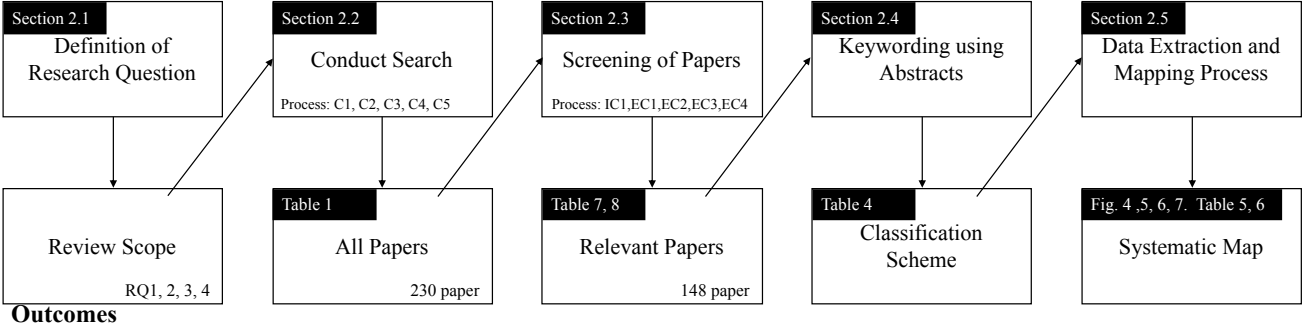 Section 2.1
Definition of
Research Question
Section 2.2
Conduct Search
Process: C1, C2, C3, C4, C5
Section 2.3
Screening of Papers
Process: IC1,EC1,EC2,EC3,EC4
Section 2.4
Keywording using
Abstracts
Section 2.5
Data Extraction and
Mapping Process
Review Scope
RQ1, 2, 3, 4
Table 1
All Papers
230 paper
Table 7, 8
Relevant Papers
148 paper
Table 4
Classification
Scheme
Fig. 4 ,5, 6, 7. Table 5, 6
Systematic Map
Outcomes